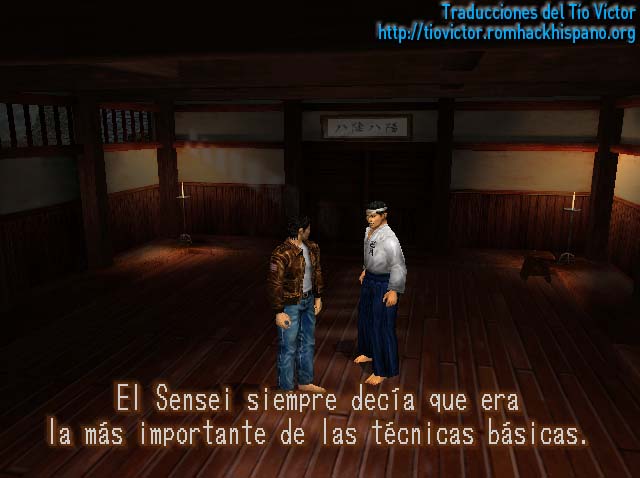 Traducciones del Tío Victor
http://tiovictor.romhackhispano.org
El Sensei siempre decía que era
la más importante de las técnicas básicas.